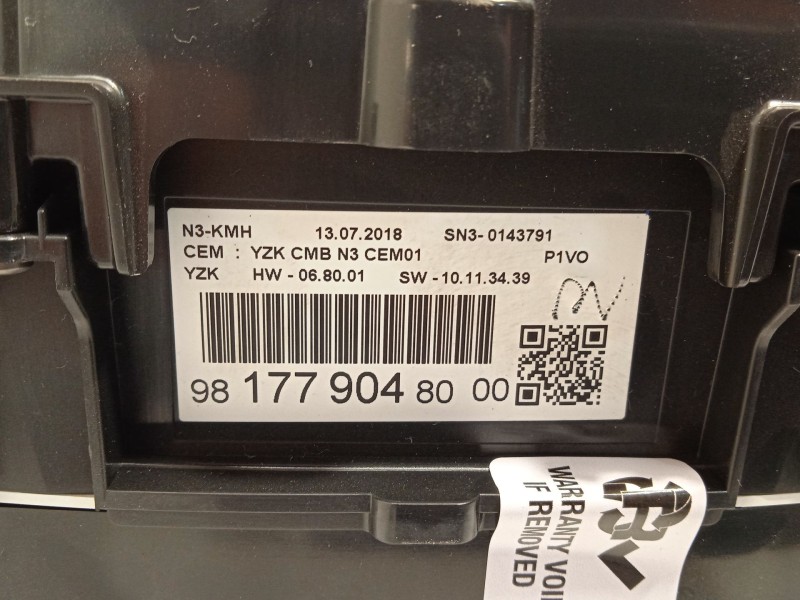 N3-KMH 13.07.2018 SN3- 0143791
CEM : YZK CMB N3 CEM01 P1VO
YZK HW - 06.80.01 SW - 10.11.34.39
98 177 904 80 00
WARRANTY VOID
IF REMOVED